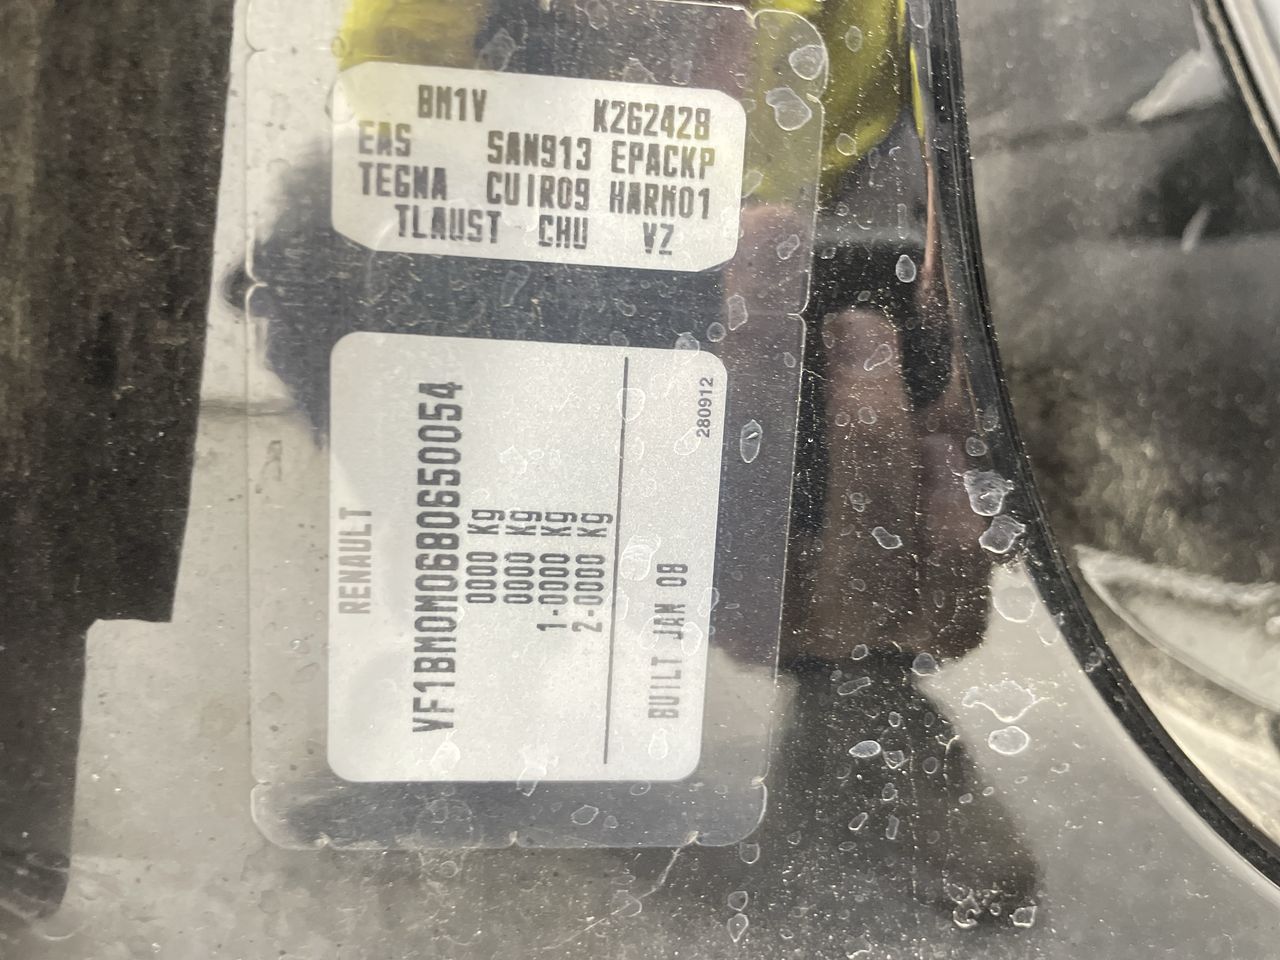 BM1V K262428
EAS SAN913 EPACKP
TEGNA CUIR09 HARM01
TLAUST CHU VZ
RENAULT
VF1BM0M0680650054
0000 Kg
0000 Kg
1-0000 Kg
2-0000 Kg
BUILT JAN 08
280912